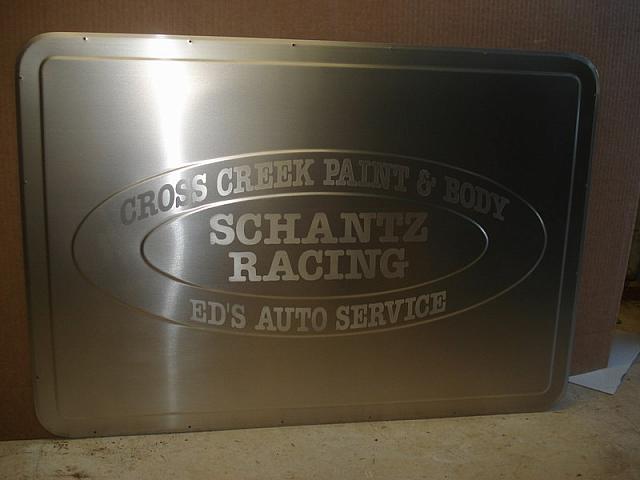 CROSS CREEK PAINT & BODY
SCHANTZ
RACING
ED'S AUTO SERVICE